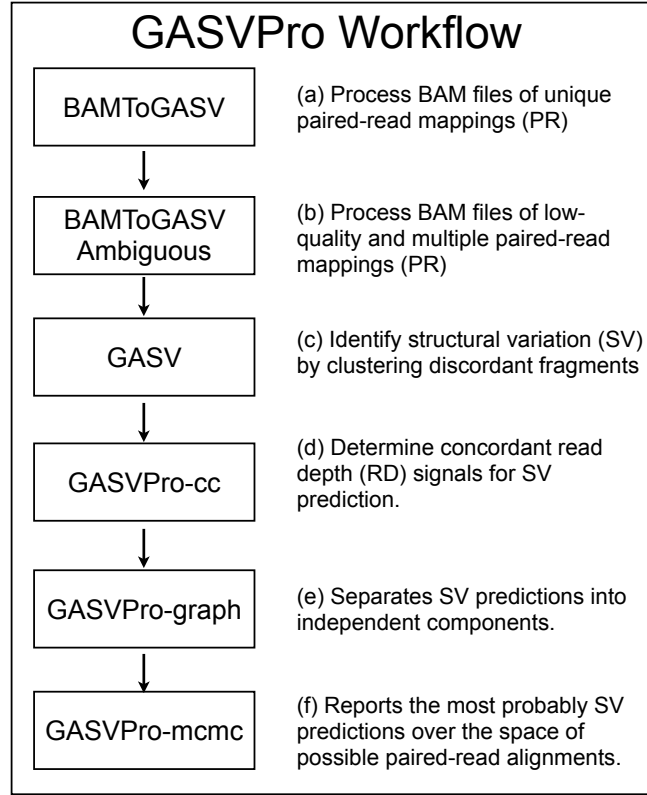 GASVPro Workflow
BAMToGASV
(a) Process BAM files of unique
paired-read mappings (PR)
BAMToGASV
Ambiguous
(b) Process BAM files of low-
quality and multiple paired-read
mappings (PR)
GASV
(c) Identify structural variation (SV)
by clustering discordant fragments
GASVPro-cc
(d) Determine concordant read
depth (RD) signals for SV
prediction.
GASVPro-graph
(e) Separates SV predictions into
independent components.
GASVPro-mcmc
(f) Reports the most probably SV
predictions over the space of
possible paired-read alignments.